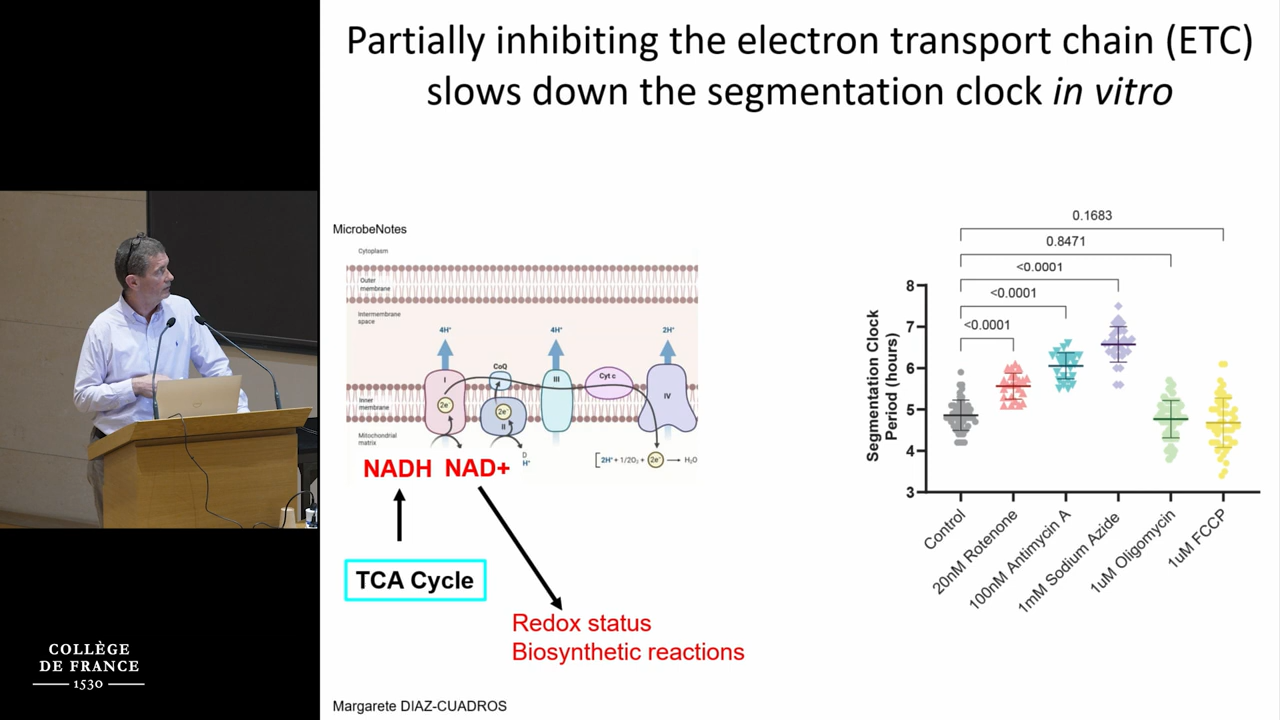 Partially inhibiting the electron transport chain (ETC)
slows down the segmentation clock in vitro
MicrobeNotes
Cytoplasm
Outer
membrane
Intermembrane
space
4H⁺
4H⁺
2H⁺
CoQ
Cyt c
I
III
IV
2e⁻
2e⁻
II
Inner
membrane
Mitochondrial
matrix
D
H⁺
[2H⁺ + 1/2O₂ + 2e⁻ → H₂O
NADH NAD+
TCA Cycle
Redox status
Biosynthetic reactions
0.1683
0.8471
<0.0001
<0.0001
<0.0001
Segmentation Clock
Period (hours)
8
7
6
5
4
3
Control
20nM Rotenone
100nM Antimycin A
1mM Sodium Azide
1uM Oligomycin
1uM FCCP
COLLÈGE
DE FRANCE
1530
Margarete DIAZ-CUADROS